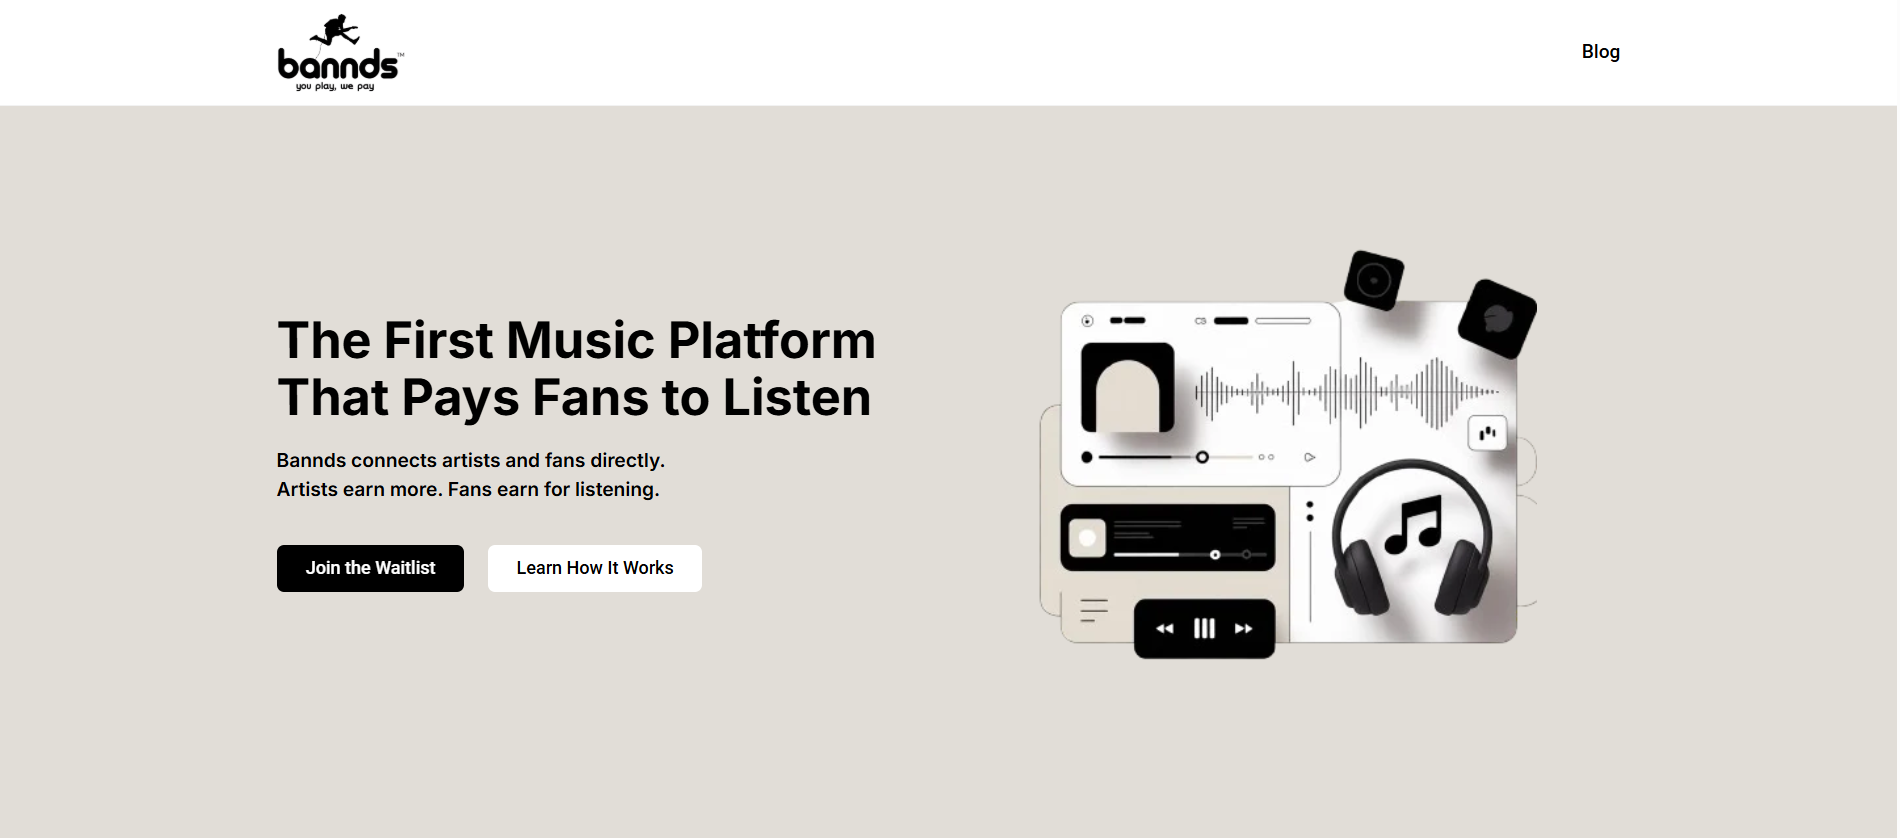 bannds™
you play, we pay
Blog
The First Music Platform
That Pays Fans to Listen
Bannds connects artists and fans directly.
Artists earn more. Fans earn for listening.
Join the Waitlist
Learn How It Works